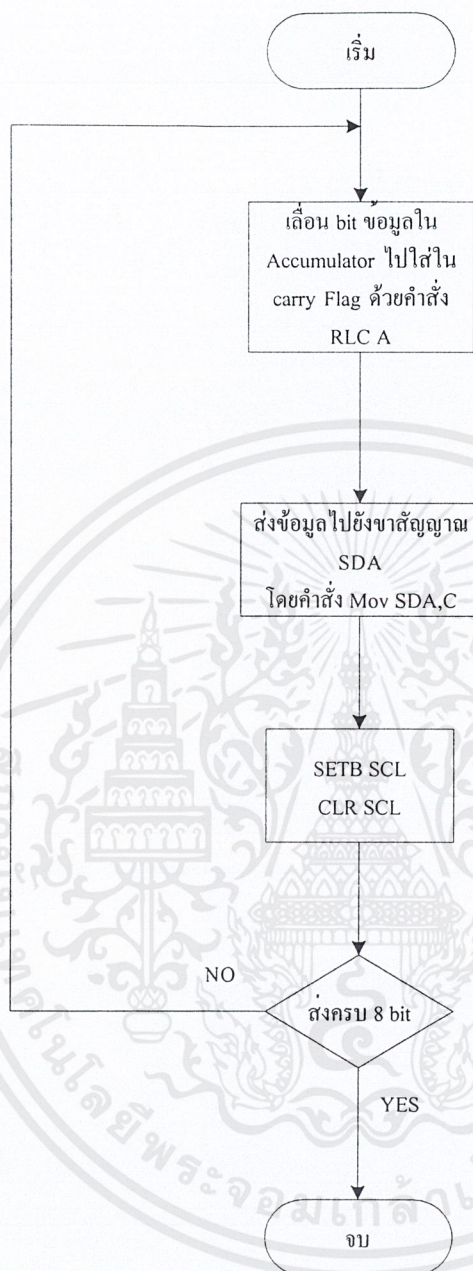 เริ่ม
เลื่อน bit ข้อมูลใน
Accumulator ไปใส่ใน
carry Flag ด้วยคำสั่ง
RLC A
ส่งข้อมูลไปยังขาสัญญาณ
SDA
โดยคำสั่ง Mov SDA,C
SETB SCL
CLR SCL
NO
ส่งครบ 8 bit
YES
จบ